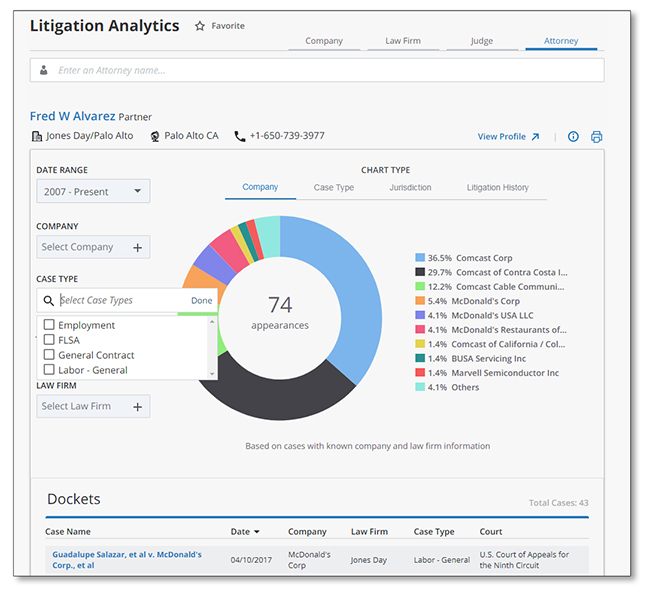 Litigation Analytics
Favorite
Company
Law Firm
Judge
Attorney
Enter an Attorney name...
Fred W Alvarez Partner
Jones Day/Palo Alto
Palo Alto CA
+1-650-739-3977
View Profile
DATE RANGE
2007 - Present
COMPANY
Select Company
CASE TYPE
Select Case Types
Done
Employment
FLSA
General Contract
Labor - General
LAW FIRM
Select Law Firm
CHART TYPE
Company
Case Type
Jurisdiction
Litigation History
74
appearances
36.5% Comcast Corp
29.7% Comcast of Contra Costa I...
12.2% Comcast Cable Communi...
5.4% McDonald's Corp
4.1% McDonald's USA LLC
4.1% McDonald's Restaurants of...
1.4% Comcast of California / Col...
1.4% BUSA Servicing Inc
1.4% Marvell Semiconductor Inc
4.1% Others
Based on cases with known company and law firm information
Dockets
Total Cases: 43
Case Name
Date
Company
Law Firm
Case Type
Court
Guadalupe Salazar, et al v. McDonald's
Corp., et al
04/10/2017
McDonald's
Corp
Jones Day
Labor - General
U.S. Court of Appeals for
the Ninth Circuit